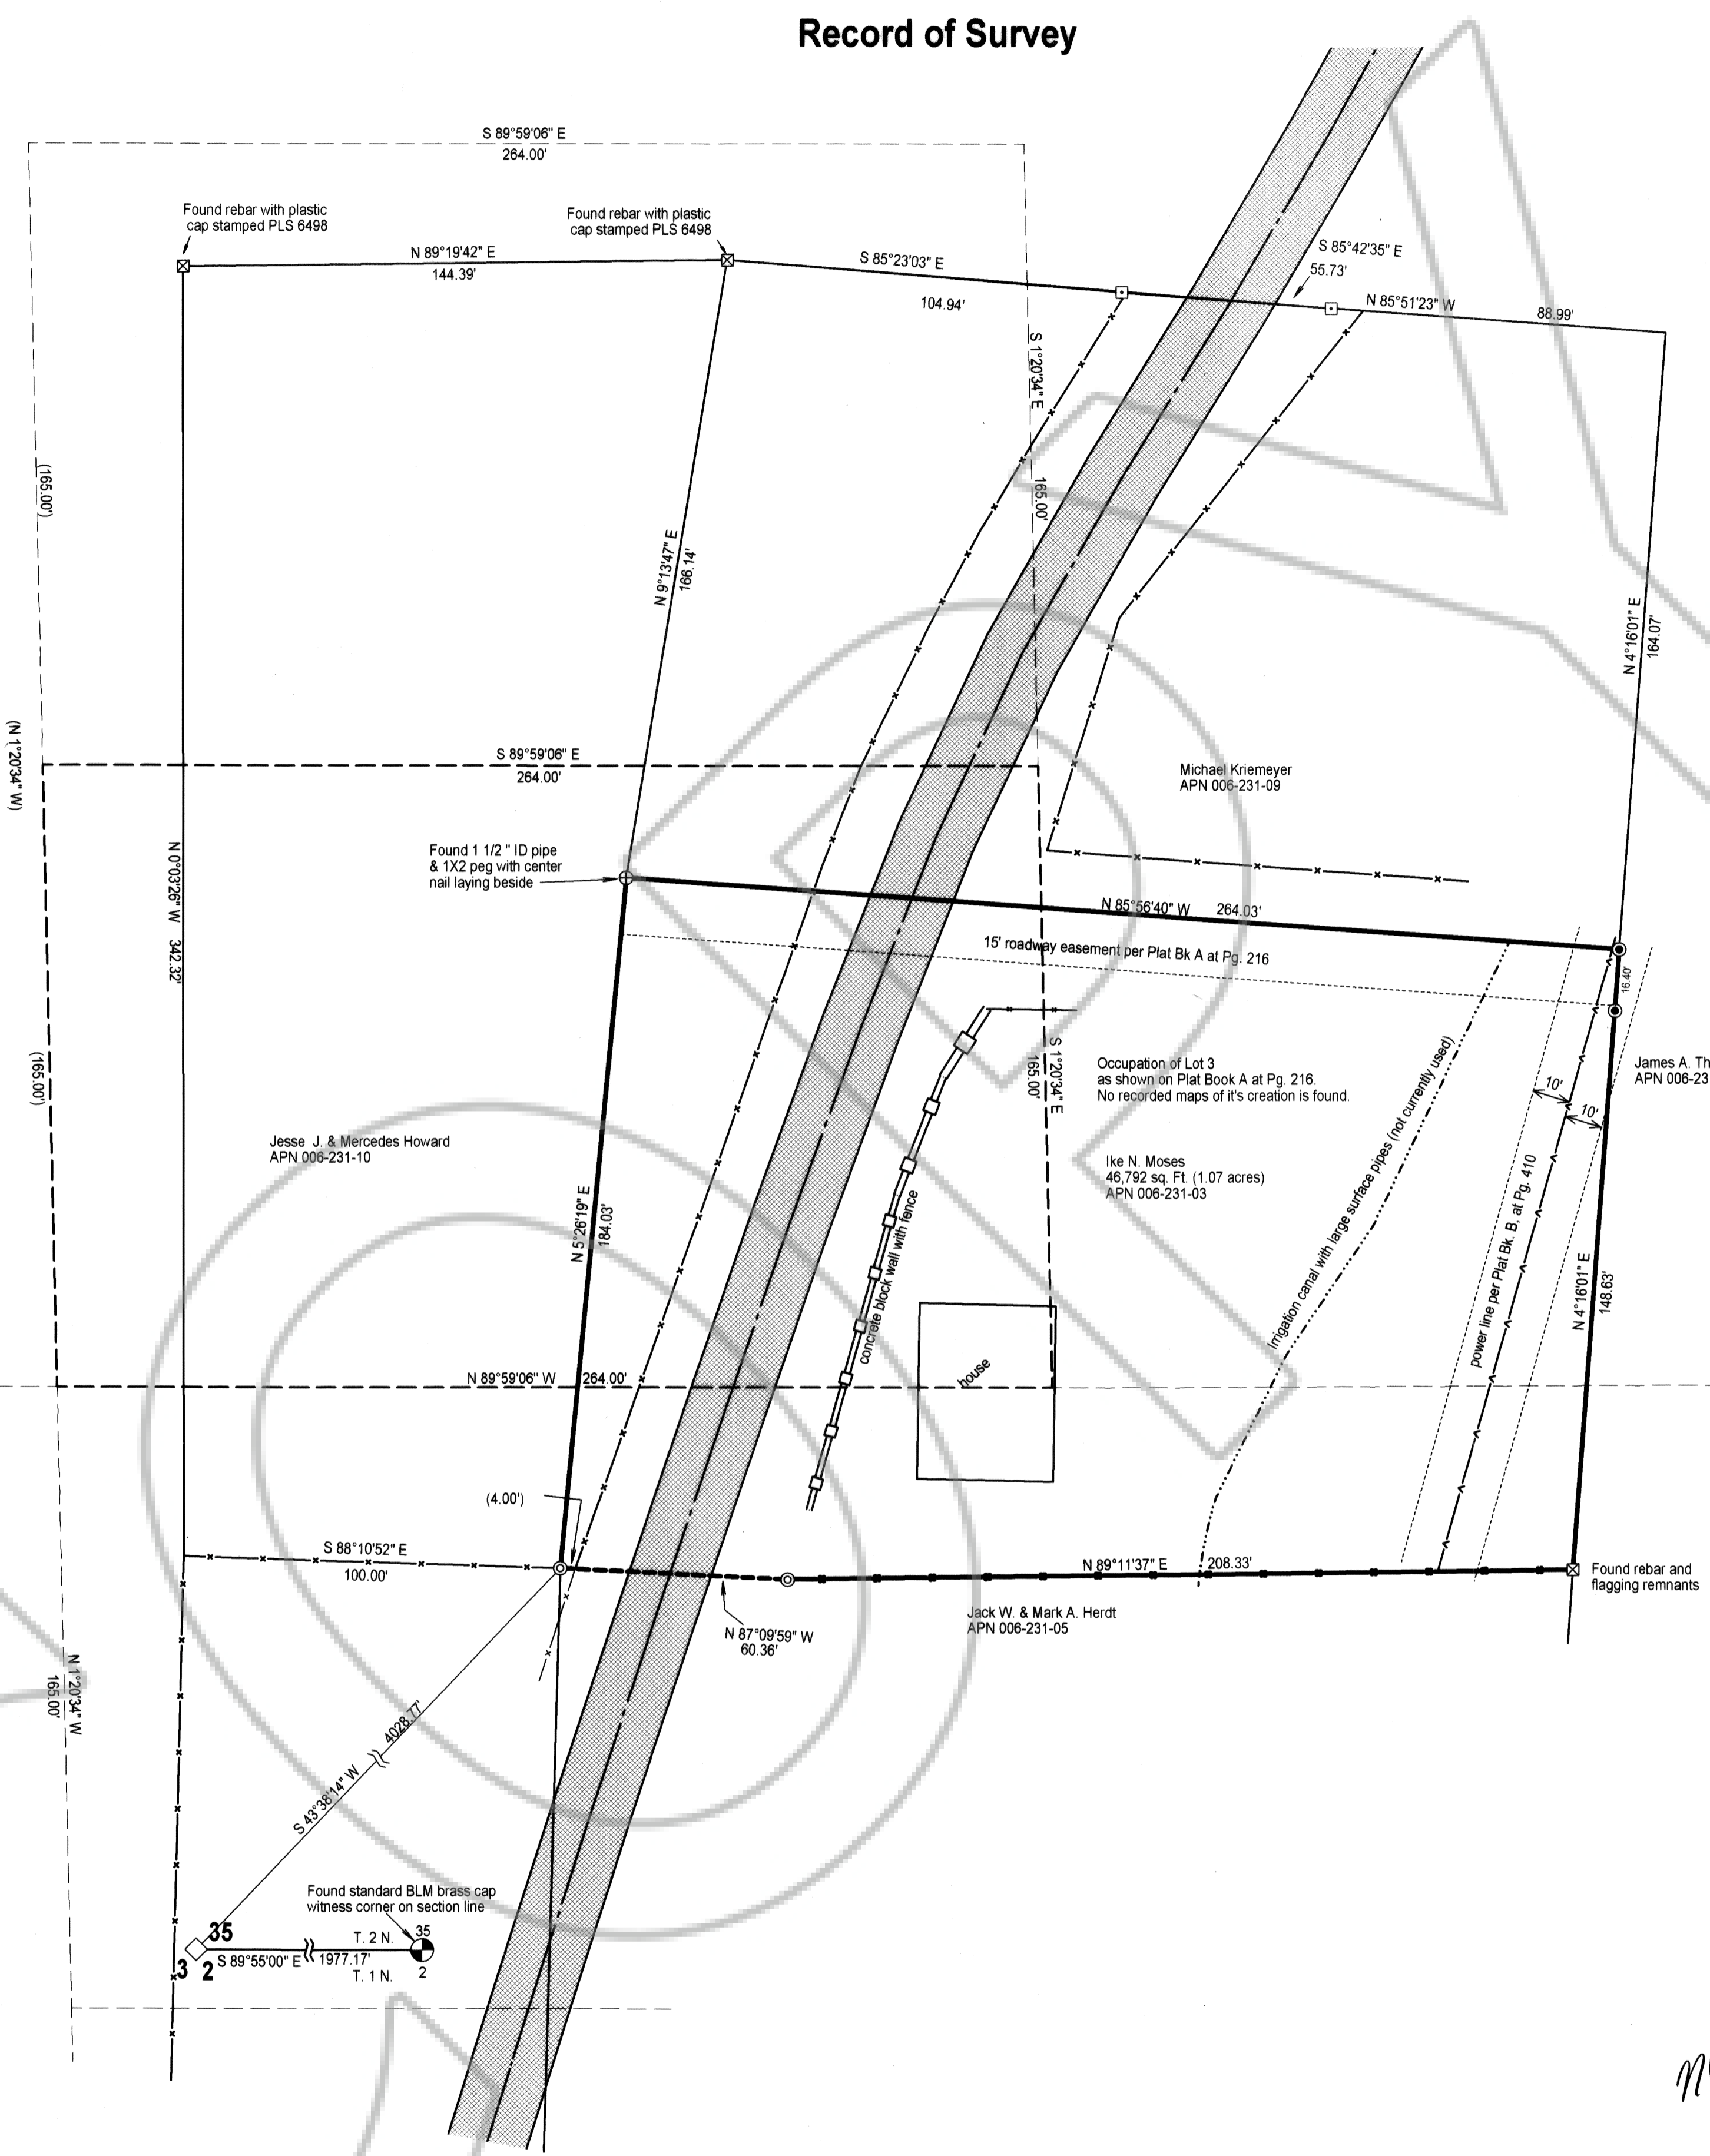 Record of Survey
S 89°59'06" E
264.00'
Found rebar with plastic
cap stamped PLS 6498
Found rebar with plastic
cap stamped PLS 6498
N 89°19'42" E
144.39'
S 85°23'03" E
104.94'
S 85°42'35" E
55.73'
N 85°51'23" W
88.99'
S 1°20'34" E
165.00'
(165.00')
N 9°13'47" E
166.14'
N 4°16'01" E
164.07'
(N 1°20'34" W)
S 89°59'06" E
264.00'
Michael Kriemeyer
APN 006-231-09
N 0°03'26" W 342.32'
Found 1 1/2 " ID pipe
& 1X2 peg with center
nail laying beside
N 85°56'40" W 264.03'
15' roadway easement per Plat Bk A at Pg. 216
16.40'
(165.00')
S 1°20'34" E
165.00'
Occupation of Lot 3
as shown on Plat Book A at Pg. 216.
No recorded maps of it's creation is found.
James A. Th
APN 006-23
10'
10'
Jesse J. & Mercedes Howard
APN 006-231-10
Ike N. Moses
46,792 sq. Ft. (1.07 acres)
APN 006-231-03
Irrigation canal with large surface pipes (not currently used)
power line per Plat Bk. B, at Pg. 410
N 5°26'19" E
184.03'
concrete block wall with fence
N 4°16'01" E
148.63'
house
N 89°59'06" W 264.00'
(4.00')
S 88°10'52" E
100.00'
N 89°11'37" E 208.33'
Found rebar and
flagging remnants
Jack W. & Mark A. Herdt
APN 006-231-05
N 87°09'59" W
60.36'
N 1°20'34" W
165.00'
S 43°38'14" W 4028.77'
Found standard BLM brass cap
witness corner on section line
35
T. 2 N.
35
S 89°55'00" E 1977.17'
3 2
T. 1 N.
2